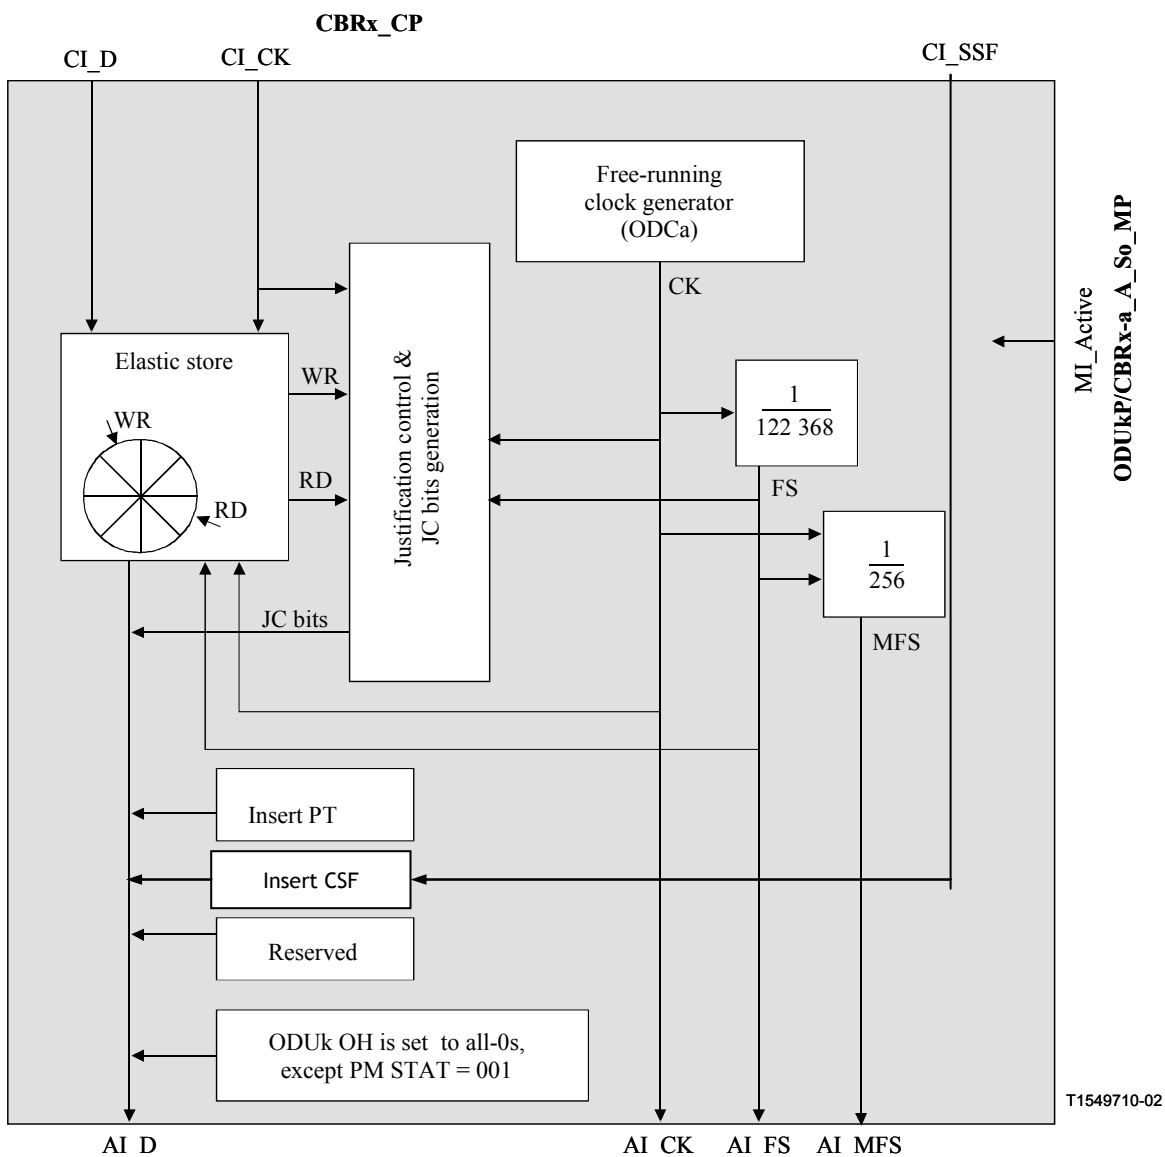 CBRx_CP
CI_D
CI_CK
CI_SSF
Free-running
clock generator
(ODCa)
CK
Elastic store
WR
WR
RD
RD
Justification control &
JC bits generation
1
122 368
FS
1
256
MFS
JC bits
MI_Active
ODUkP/CBRx-a_A_So_MP
Insert PT
Insert CSF
Reserved
ODUk OH is set to all-0s,
except PM STAT = 001
T1549710-02
AI_D
AI_CK
AI_FS
AI_MFS